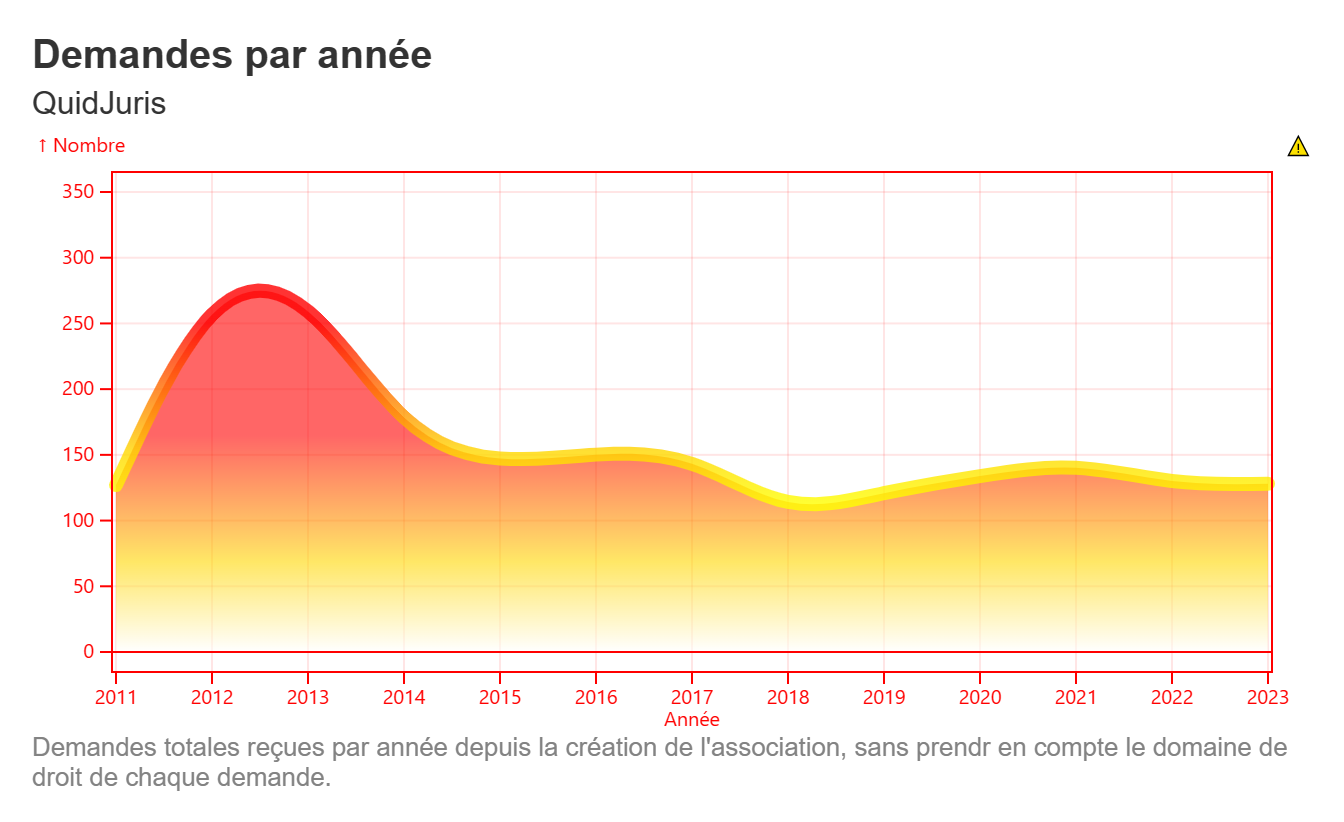 Demandes par année
QuidJuris
↑ Nombre
350
300
250
200
150
100
50
0
2011 2012 2013 2014 2015 2016 2017 2018 2019 2020 2021 2022 2023
Année
Demandes totales reçues par année depuis la création de l'association, sans prendr en compte le domaine de
droit de chaque demande.